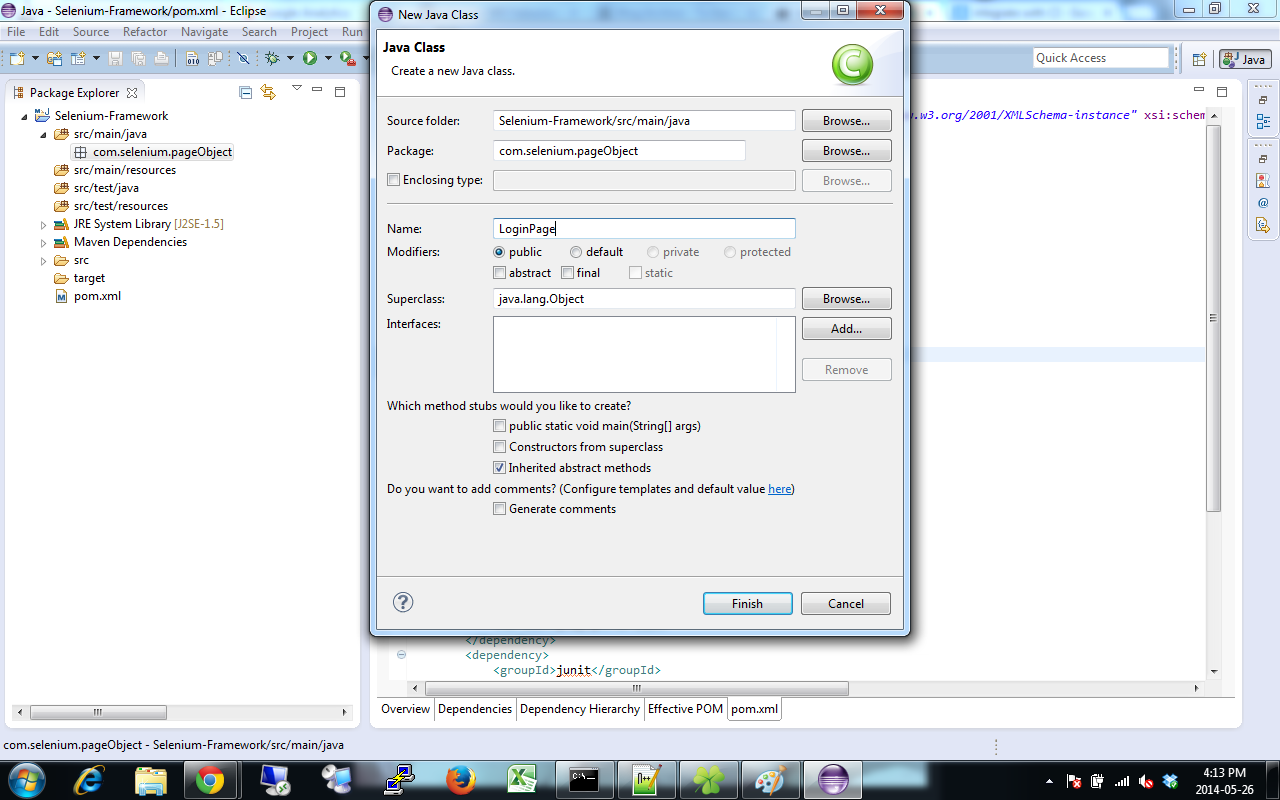 Java - Selenium-Framework/pom.xml - Eclipse
File Edit Source Refactor Navigate Search Project Run
Quick Access
Java
Package Explorer
Selenium-Framework
src/main/java
com.selenium.pageObject
src/main/resources
src/test/java
src/test/resources
JRE System Library [J2SE-1.5]
Maven Dependencies
src
target
pom.xml
New Java Class
Java Class
Create a new Java class.
Source folder: Selenium-Framework/src/main/java Browse...
Package: com.selenium.pageObject Browse...
Enclosing type: Browse...
Name: LoginPage
Modifiers: public default private protected
abstract final static
Superclass: java.lang.Object Browse...
Interfaces: Add...
Remove
Which method stubs would you like to create?
public static void main(String[] args)
Constructors from superclass
Inherited abstract methods
Do you want to add comments? (Configure templates and default value here)
Generate comments
Finish Cancel
w.w3.org/2001/XMLSchema-instance" xsi:schem
</dependency>
<dependency>
<groupId>junit</groupId>
Overview Dependencies Dependency Hierarchy Effective POM pom.xml
com.selenium.pageObject - Selenium-Framework/src/main/java
4:13 PM
2014-05-26